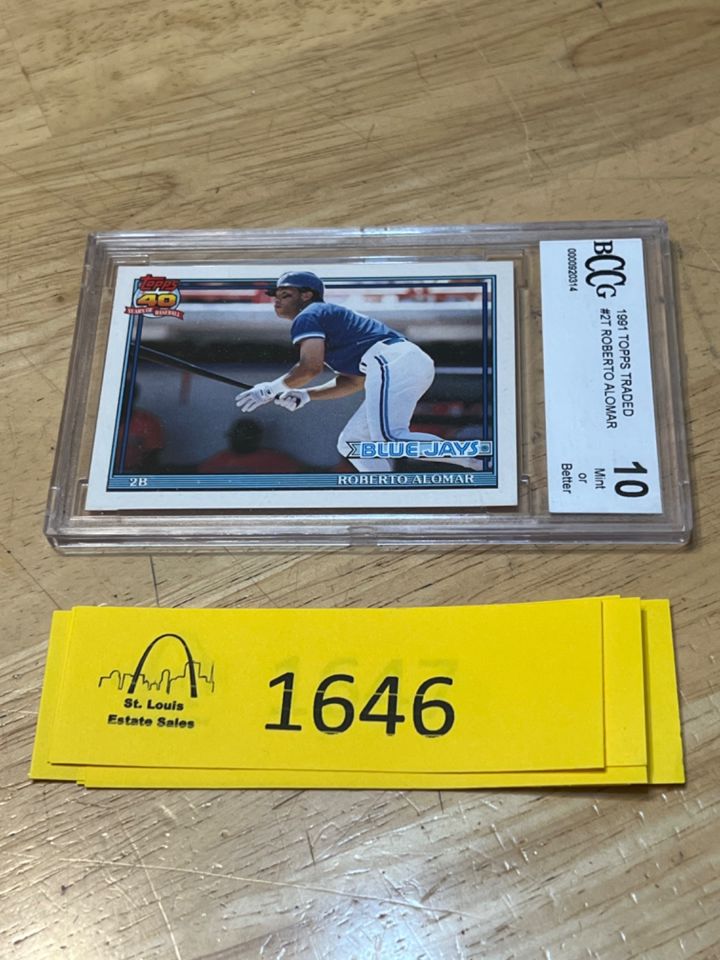 Topps
40
YEARS OF BASEBALL
BLUE JAYS
2B
ROBERTO ALOMAR
BCCG
0000920314
1991 TOPPS TRADED
#2T ROBERTO ALOMAR
10
Mint
or
Better
St. Louis
Estate Sales
1646